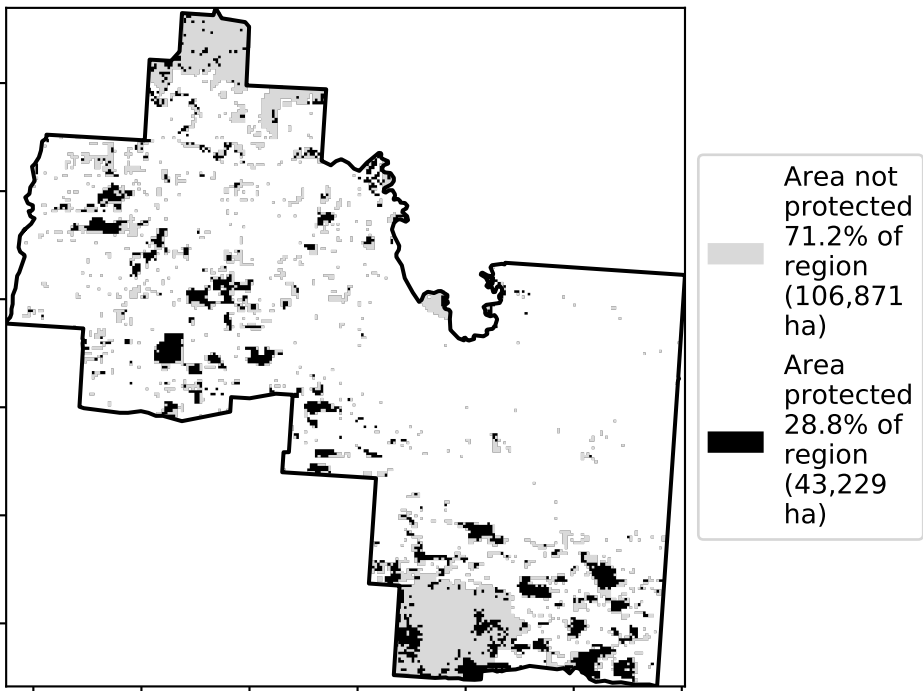 Area not
protected
71.2% of
region
(106,871
ha)
Area
protected
28.8% of
region
(43,229
ha)